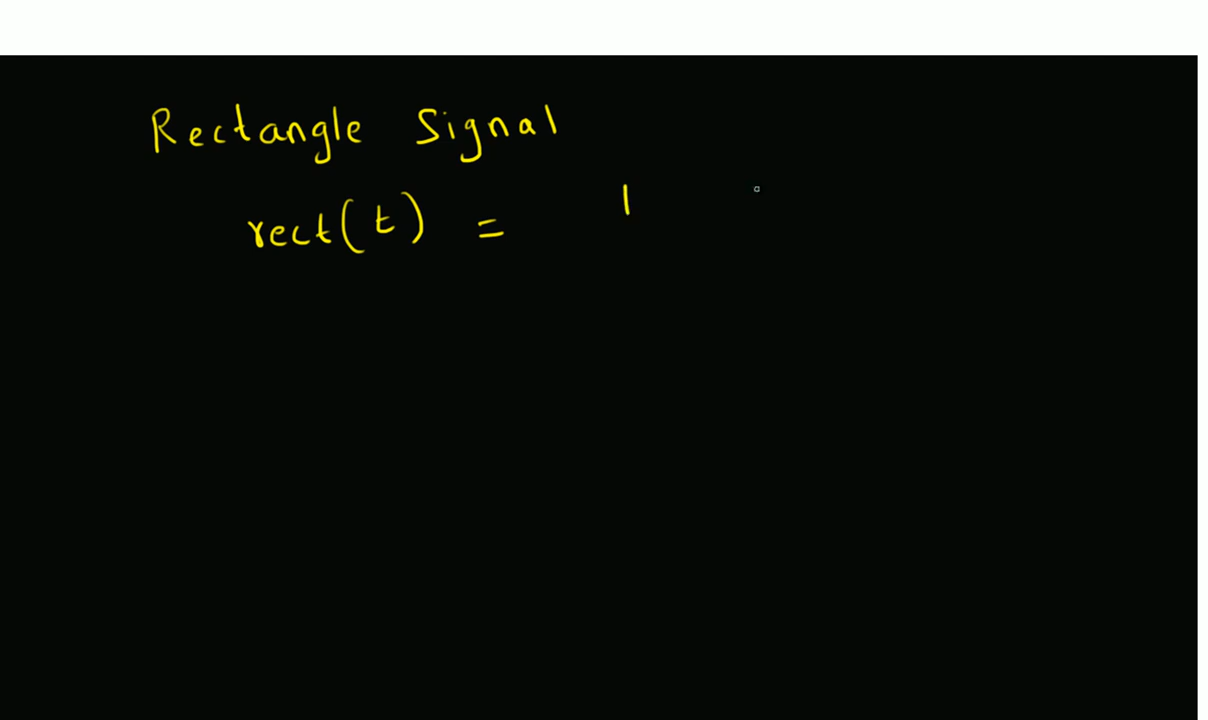 Rectangle Signal
rect(t) = 1